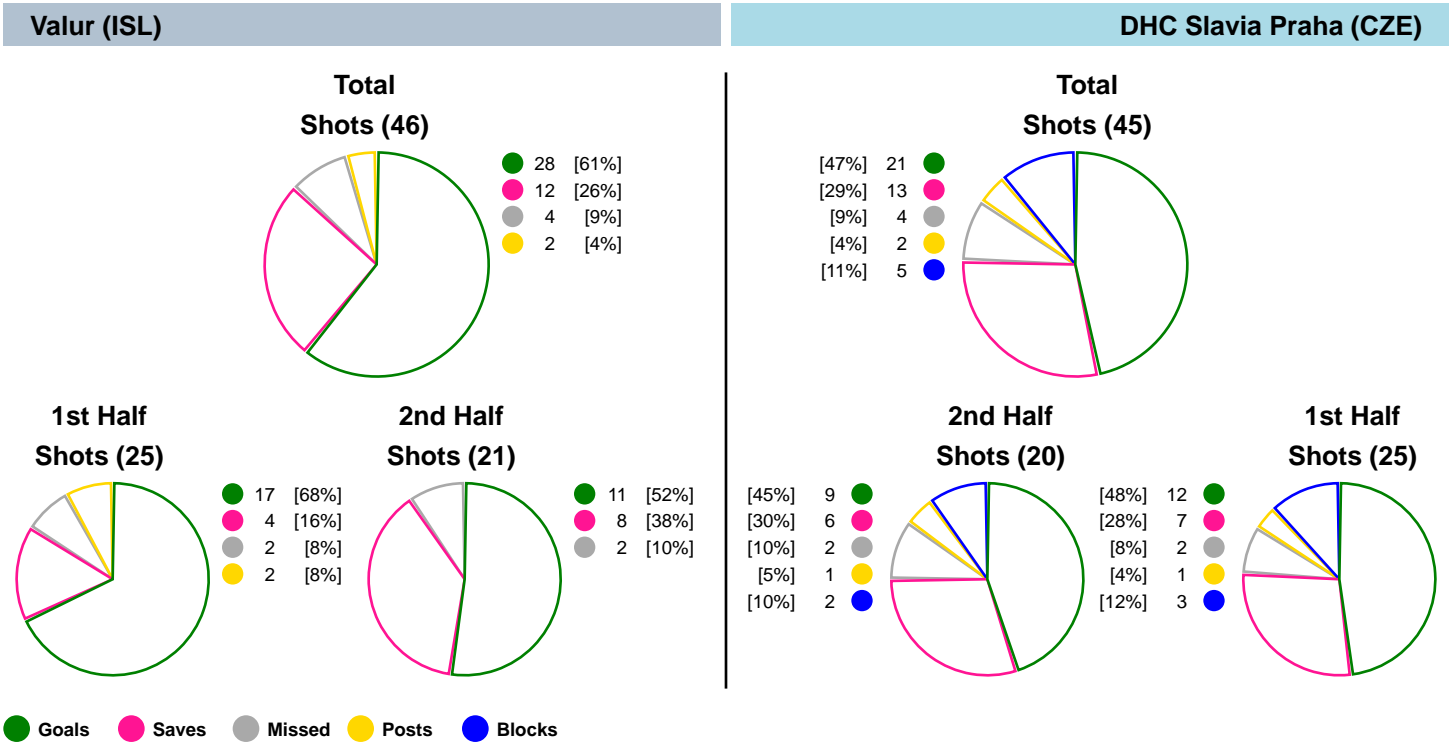 Valur (ISL)
DHC Slavia Praha (CZE)
Total
Shots (46)
28 [61%]
12 [26%]
4 [9%]
2 [4%]
Total
Shots (45)
[47%] 21
[29%] 13
[9%] 4
[4%] 2
[11%] 5
1st Half
Shots (25)
17 [68%]
4 [16%]
2 [8%]
2 [8%]
2nd Half
Shots (21)
11 [52%]
8 [38%]
2 [10%]
2nd Half
Shots (20)
[45%] 9
[30%] 6
[10%] 2
[5%] 1
[10%] 2
1st Half
Shots (25)
[48%] 12
[28%] 7
[8%] 2
[4%] 1
[12%] 3
Goals Saves Missed Posts Blocks